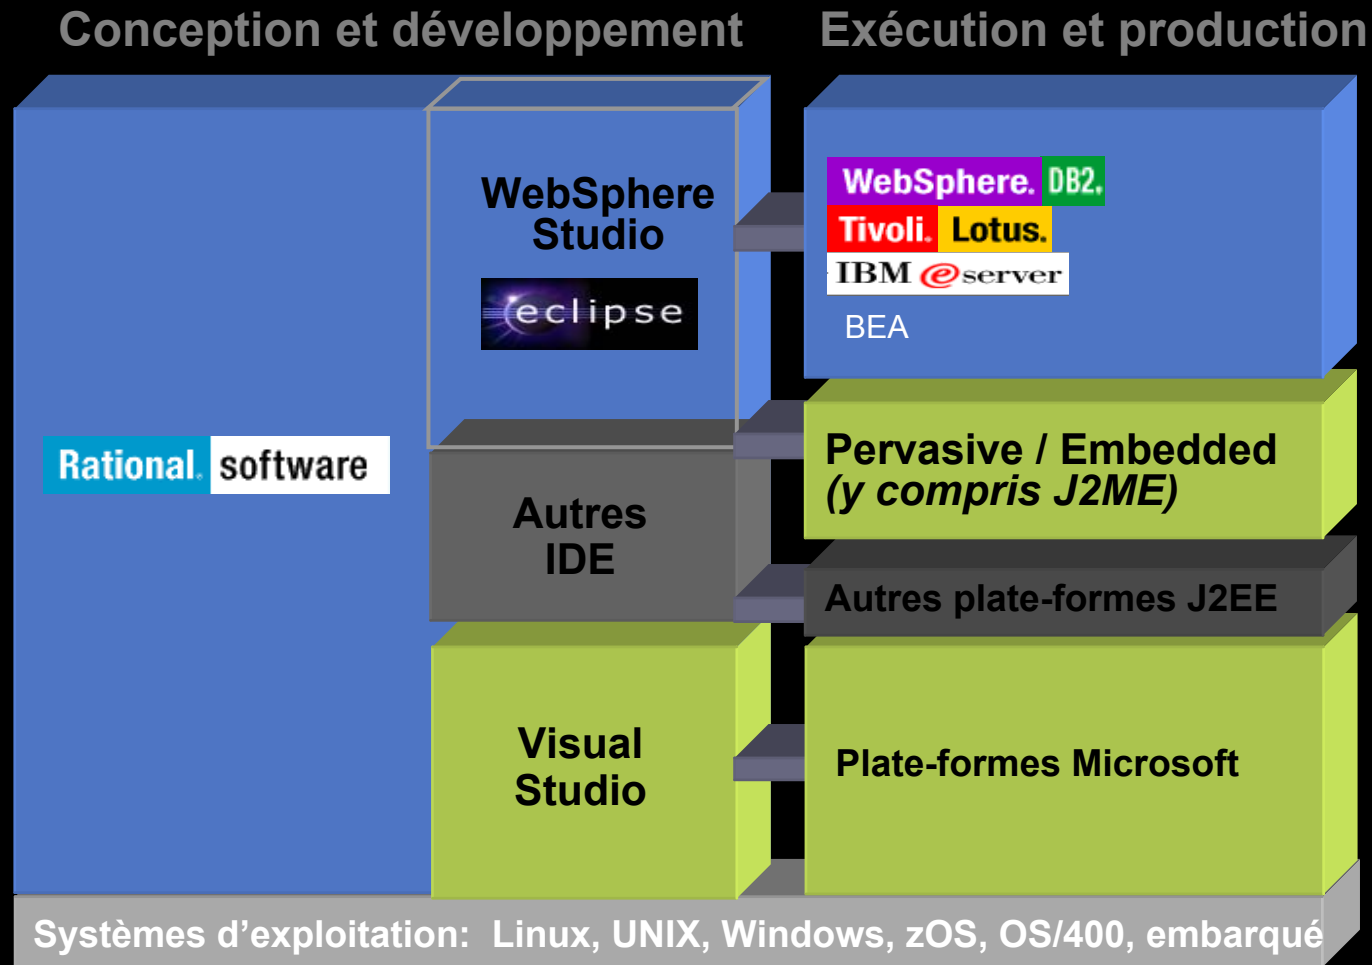 Conception et développement
Exécution et production
WebSphere
Studio
eclipse
Rational. software
Autres
IDE
Visual
Studio
WebSphere. DB2.
Tivoli. Lotus.
IBM eserver
BEA
Pervasive / Embedded
(y compris J2ME)
Autres plate-formes J2EE
Plate-formes Microsoft
Systèmes d’exploitation: Linux, UNIX, Windows, zOS, OS/400, embarqué